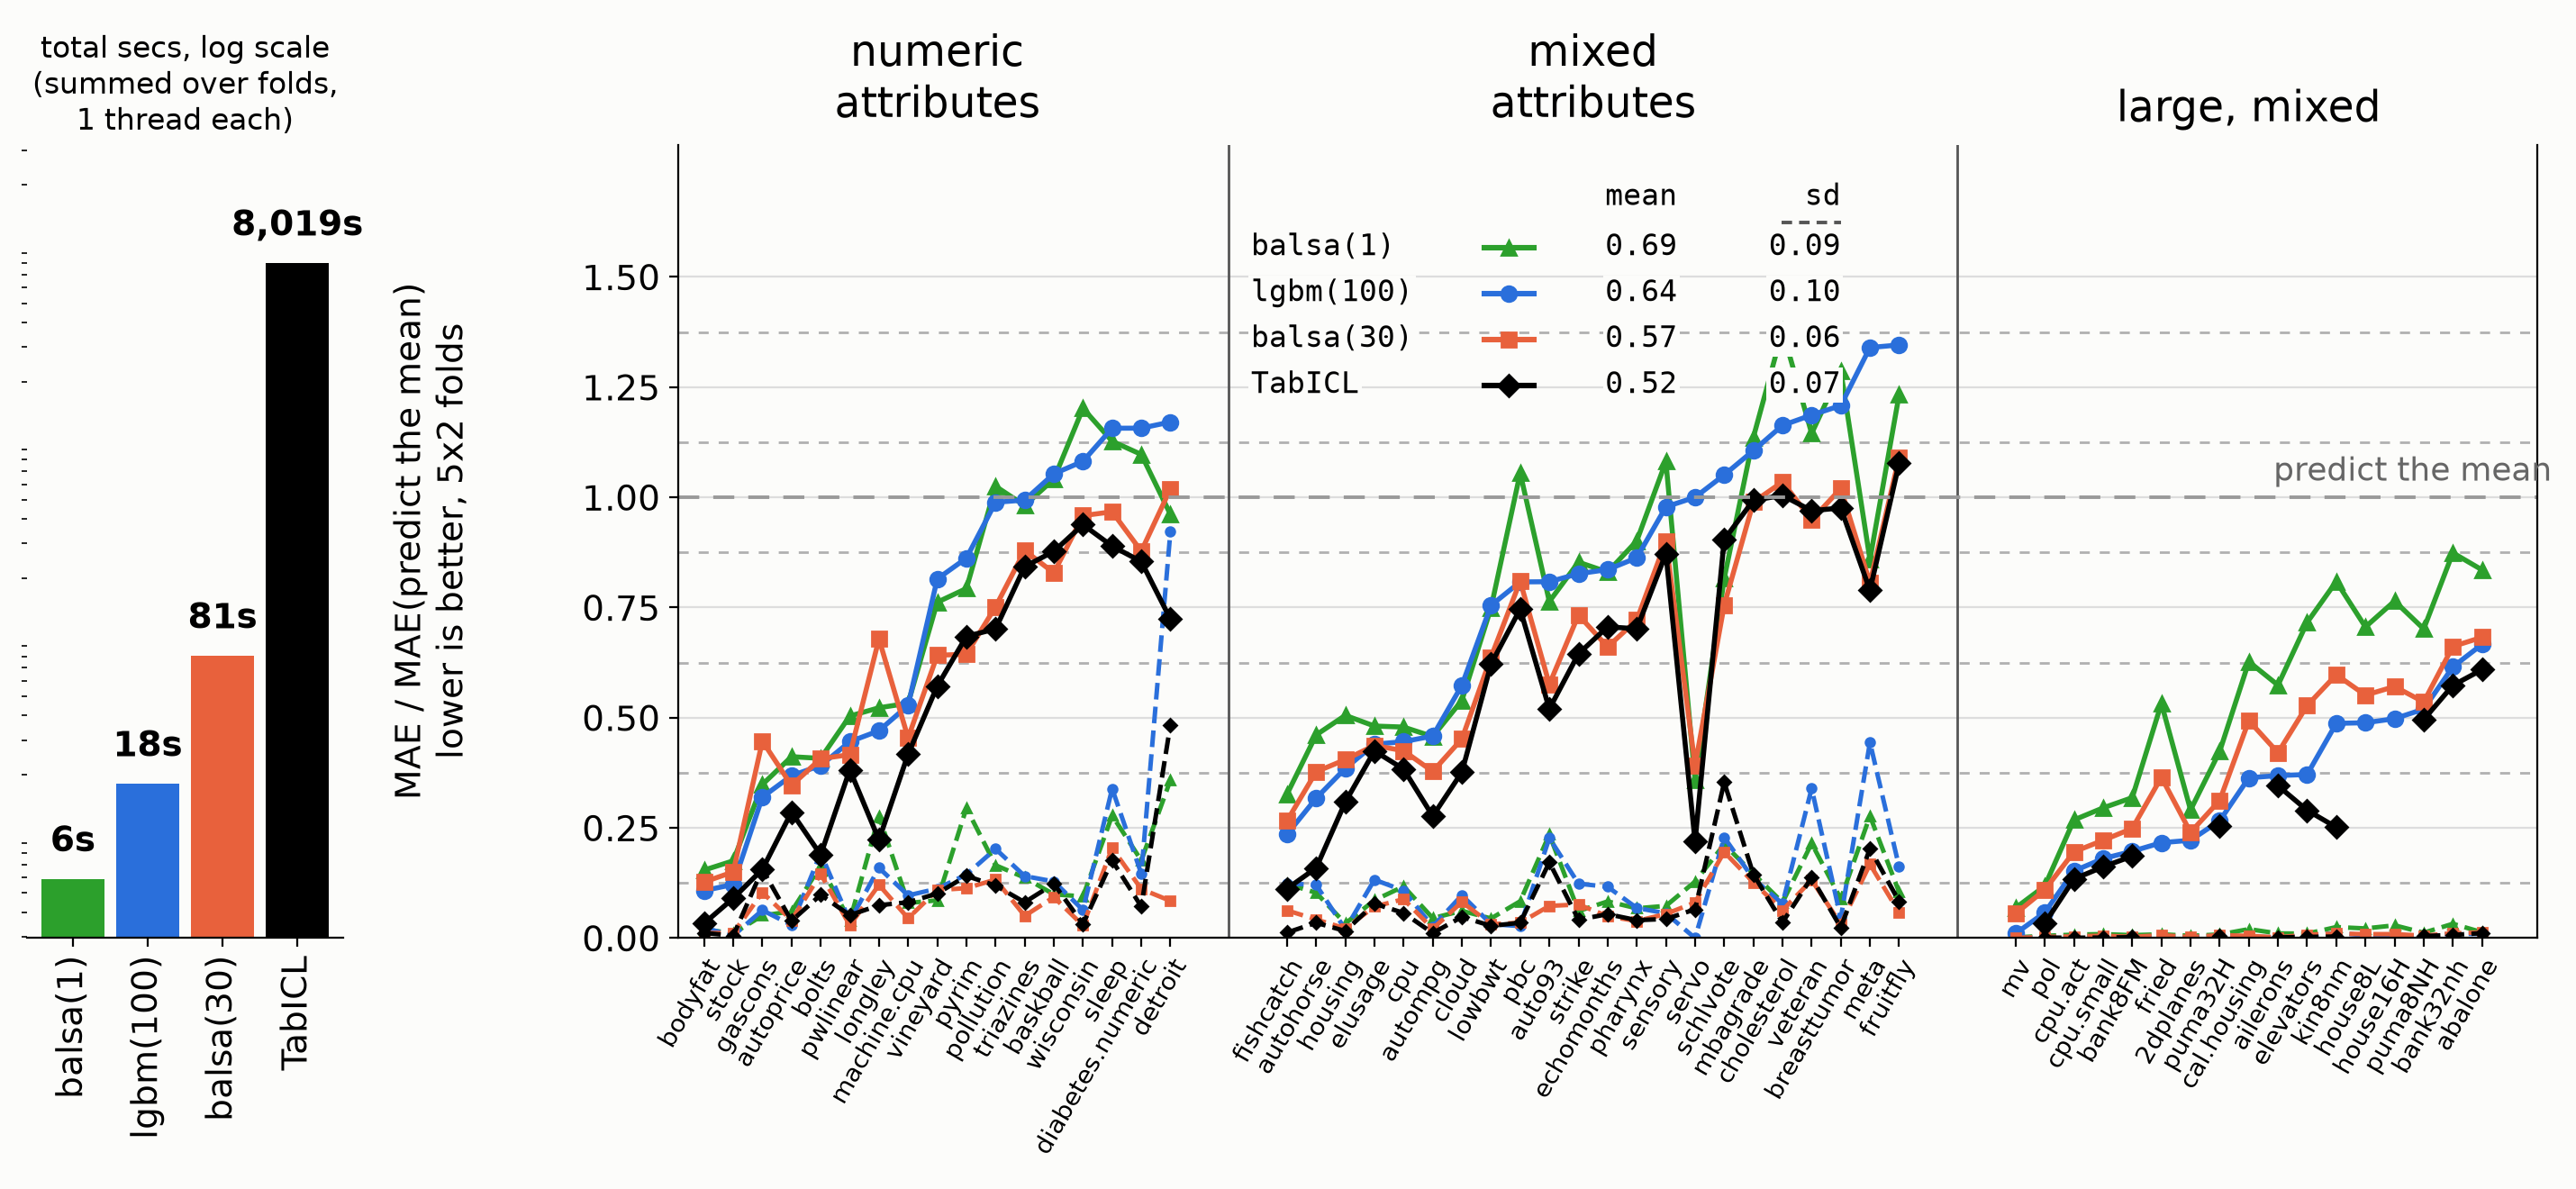 total secs, log scale
(summed over folds,
1 thread each)
8,019s
81s
18s
6s
balsa(1)
lgbm(100)
balsa(30)
TabICL
MAE / MAE(predict the mean)
lower is better, 5x2 folds
numeric
attributes
mixed
attributes
large, mixed
mean sd
balsa(1) 0.69 0.09
lgbm(100) 0.64 0.10
balsa(30) 0.57 0.06
TabICL 0.52 0.07
predict the mean
1.50
1.25
1.00
0.75
0.50
0.25
0.00
bodyfat
stock
gascons
autoprice
bolts
pwlinear
longley
machine.cpu
vineyard
pyrim
pollution
triazines
baskball
wisconsin
sleep
diabetes.numeric
detroit
fishcatch
autohorse
housing
elusage
cpu
autompg
cloud
lowbwt
pbc
auto93
strike
echomonths
pharynx
sensory
servo
schlvote
mbagrade
cholesterol
veteran
breasttumor
meta
fruitfly
mv
pol
cpu.act
cpu.small
bank8FM
fried
2dplanes
puma32H
cal.housing
ailerons
elevators
kin8nm
house8L
house16H
puma8NH
bank32nh
abalone